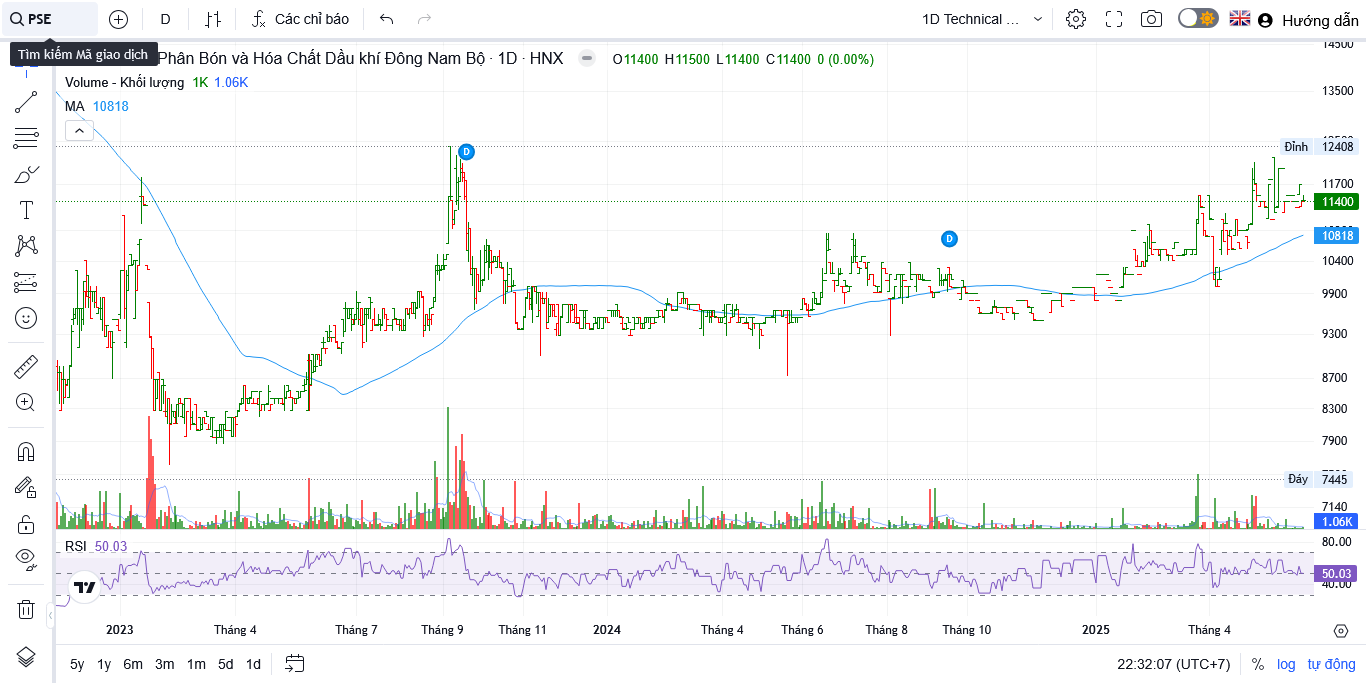 PSE
D
Các chỉ báo
1D Technical ...
Hướng dẫn
Tìm kiếm Mã giao dịch
Phân Bón và Hóa Chất Dầu khí Đông Nam Bộ · 1D · HNX
O11400 H11500 L11400 C11400 0 (0.00%)
Volume - Khối lượng 1K 1.06K
MA 10818
D
D
14500
13500
Đỉnh 12408
11700
11400
10818
10400
9900
9300
8700
8300
7900
Đáy 7445
7140
1.06K
RSI 50.03
80.00
50.03
40.00
2023 Tháng 4 Tháng 7 Tháng 9 Tháng 11 2024 Tháng 4 Tháng 6 Tháng 8 Tháng 10 2025 Tháng 4
5y 1y 6m 3m 1m 5d 1d
22:32:07 (UTC+7) % log tự động